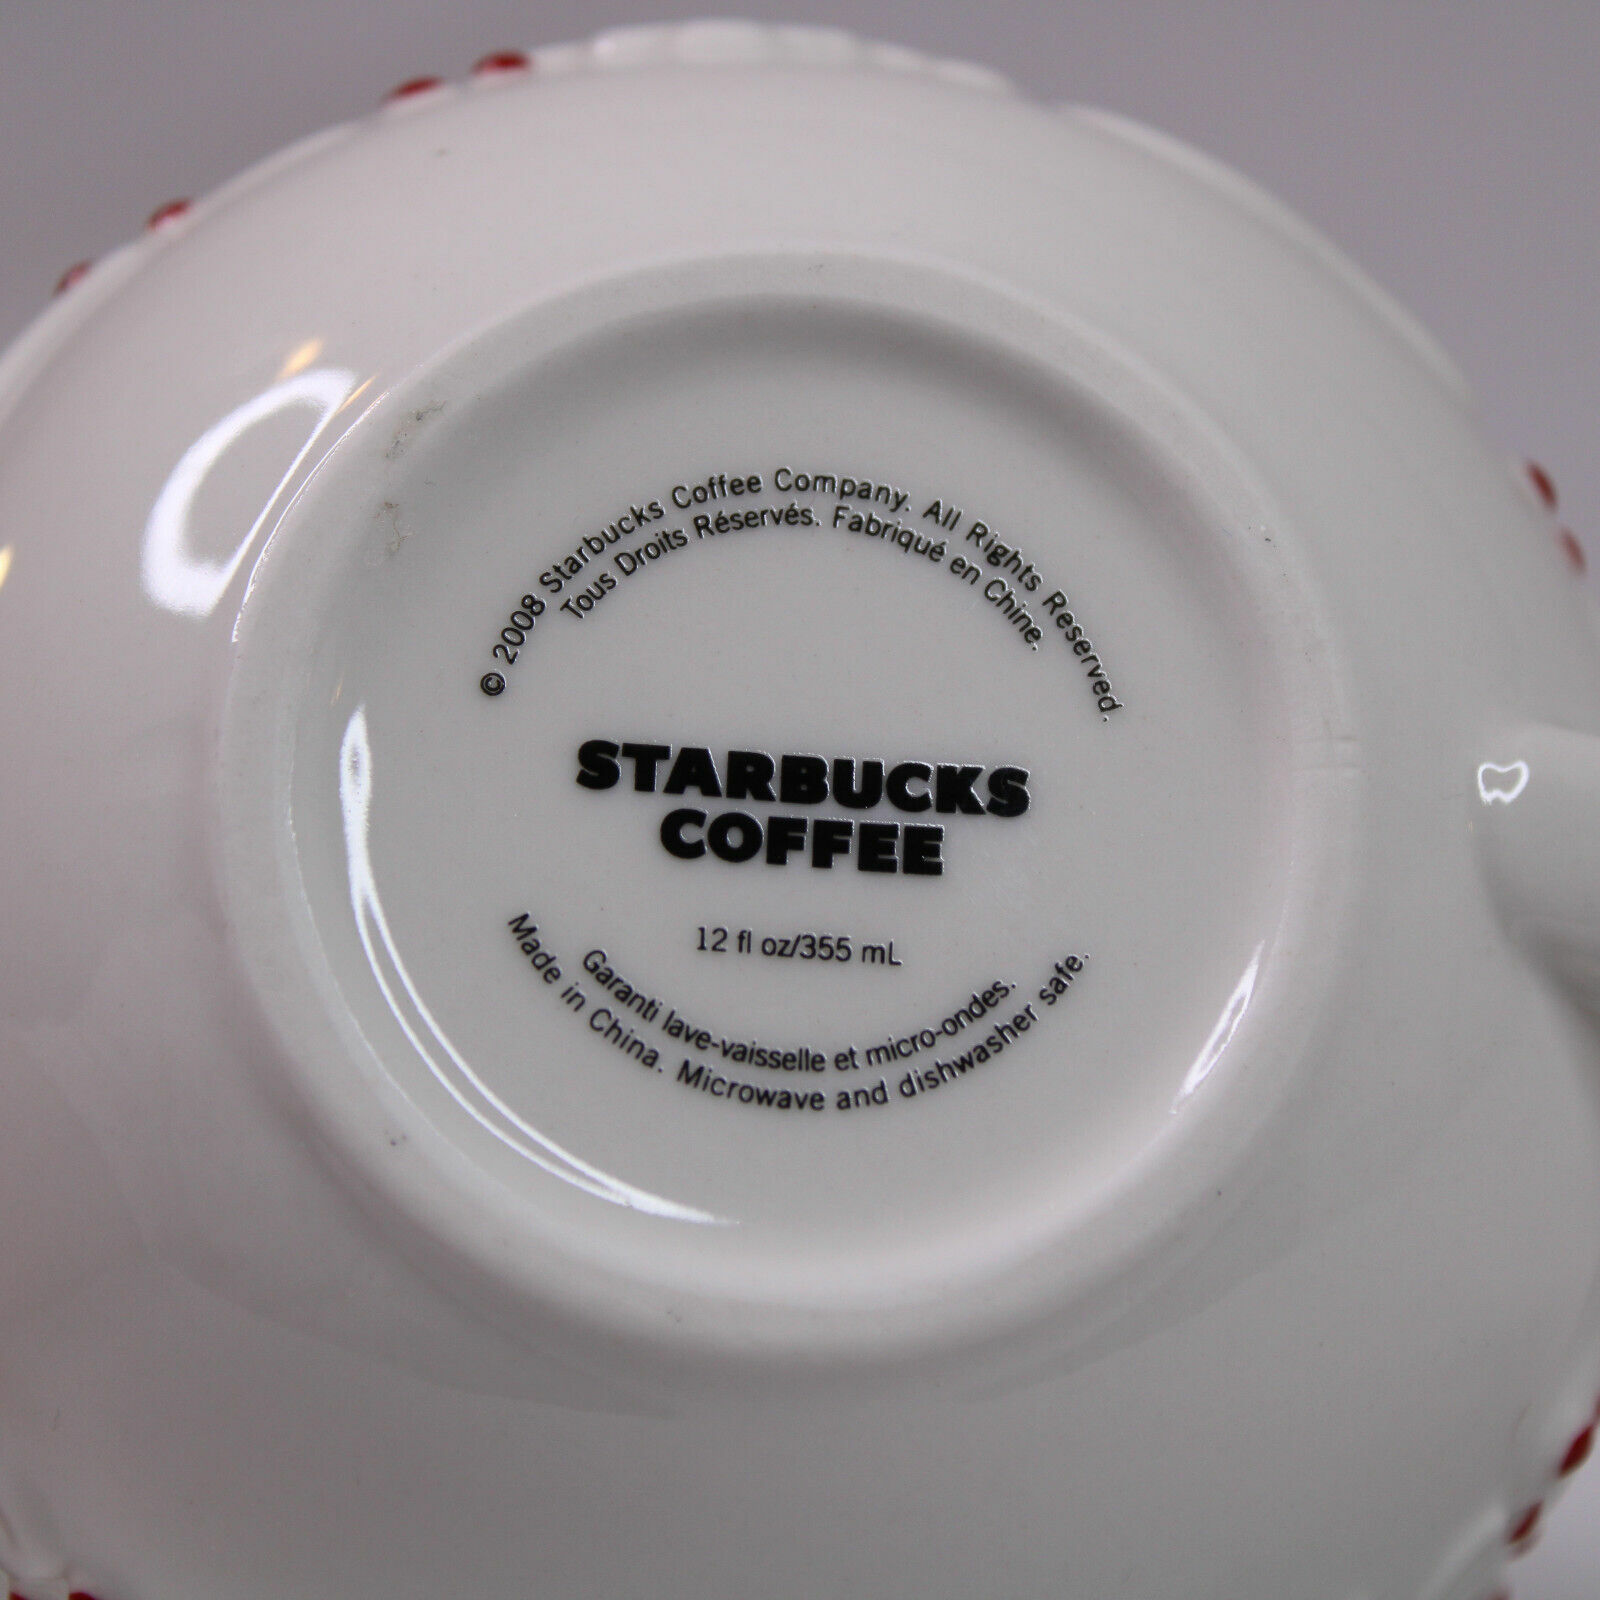 © 2008 Starbucks Coffee Company. All Rights Reserved.
Tous Droits Réservés. Fabriqué en Chine.
STARBUCKS
COFFEE
12 fl oz/355 mL
Garanti lave-vaisselle et micro-ondes.
Made in China. Microwave and dishwasher safe.